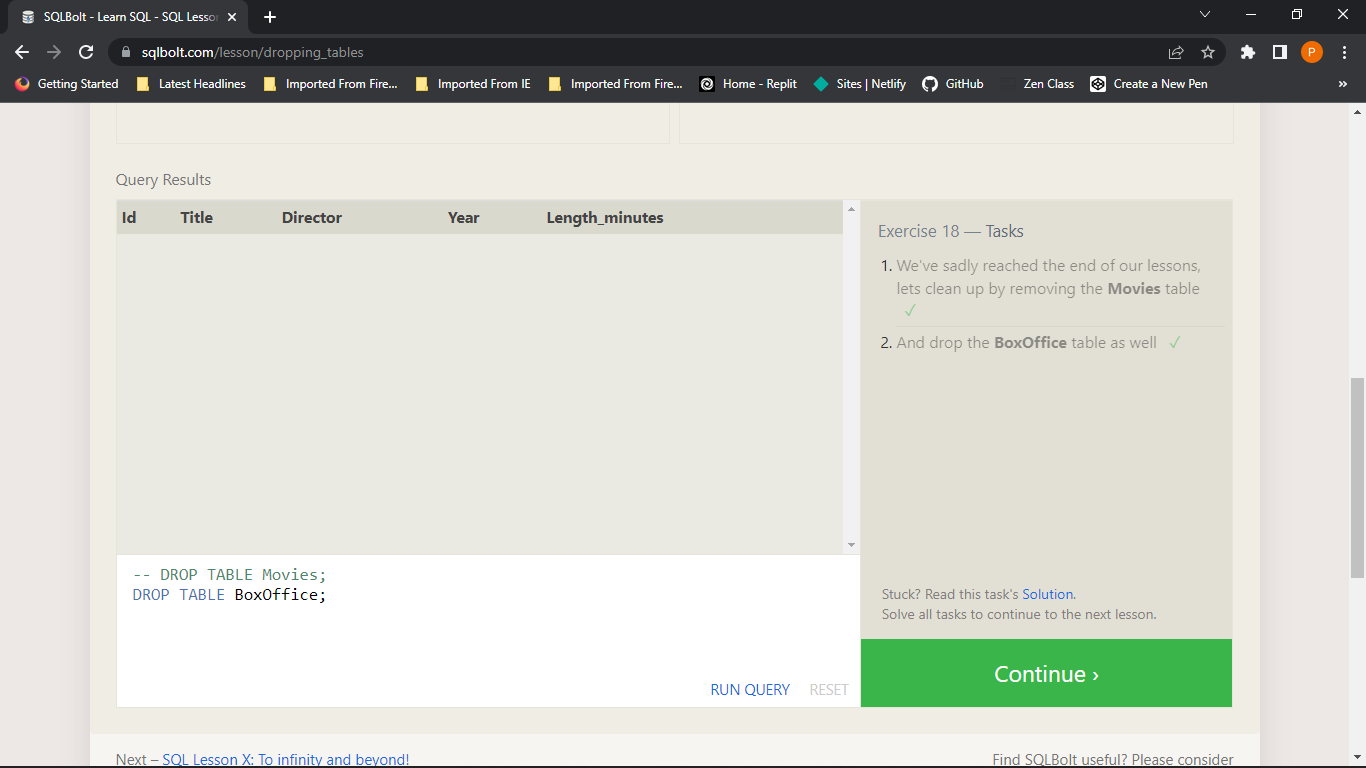 SQLBolt - Learn SQL - SQL Lesson
sqlbolt.com/lesson/dropping_tables
P
Getting Started
Latest Headlines
Imported From Fire...
Imported From IE
Imported From Fire...
Home - Replit
Sites | Netlify
GitHub
Zen Class
Create a New Pen
»
Query Results
Id Title Director Year Length_minutes
Exercise 18 — Tasks
1. We've sadly reached the end of our lessons,
lets clean up by removing the Movies table
✓
2. And drop the BoxOffice table as well ✓
Stuck? Read this task's Solution.
Solve all tasks to continue to the next lesson.
-- DROP TABLE Movies;
DROP TABLE BoxOffice;
RUN QUERY RESET
Continue ›
Next – SQL Lesson X: To infinity and beyond!
Find SQLBolt useful? Please consider